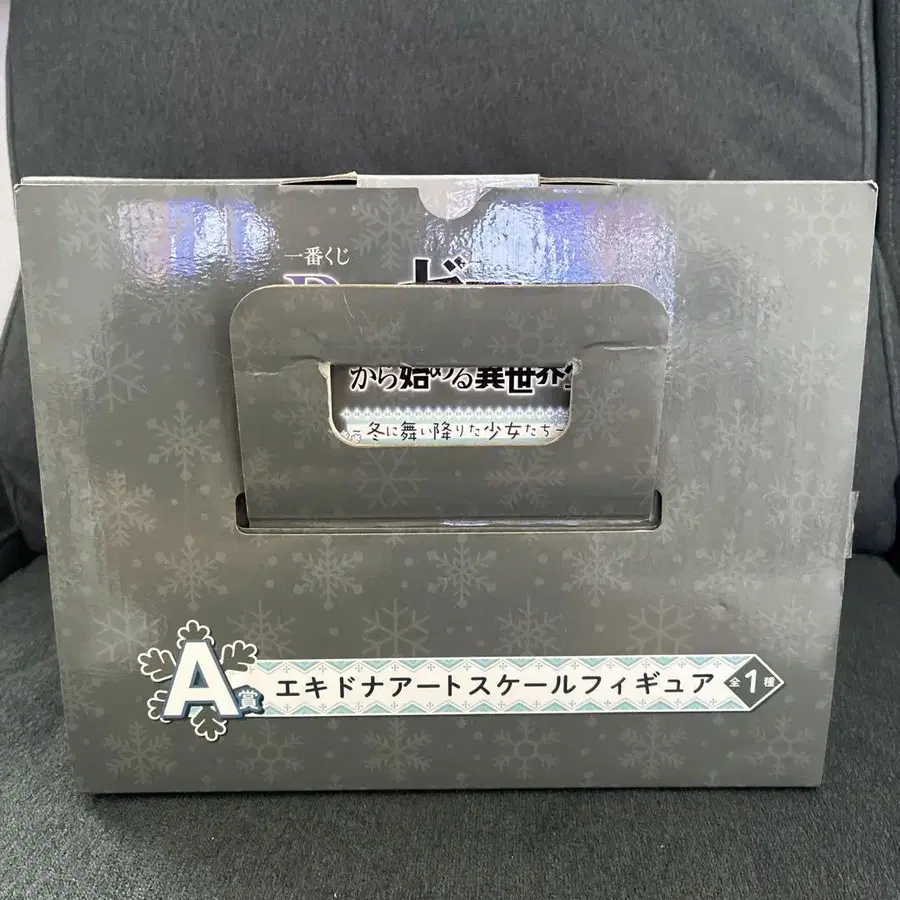 一番くじ
から始める異世界
-冬に舞い降りた少女たち-
A賞 エキドナアートスケールフィギュア 全1種